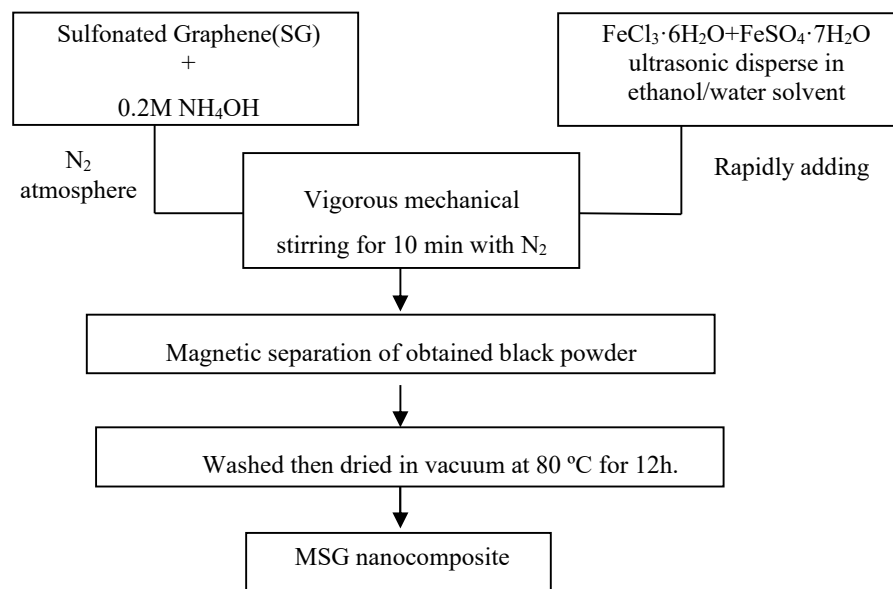 Sulfonated Graphene(SG)
+
0.2M NH₄OH
FeCl₃·6H₂O+FeSO₄·7H₂O
ultrasonic disperse in
ethanol/water solvent
N₂
atmosphere
Rapidly adding
Vigorous mechanical
stirring for 10 min with N₂
Magnetic separation of obtained black powder
Washed then dried in vacuum at 80 ºC for 12h.
MSG nanocomposite